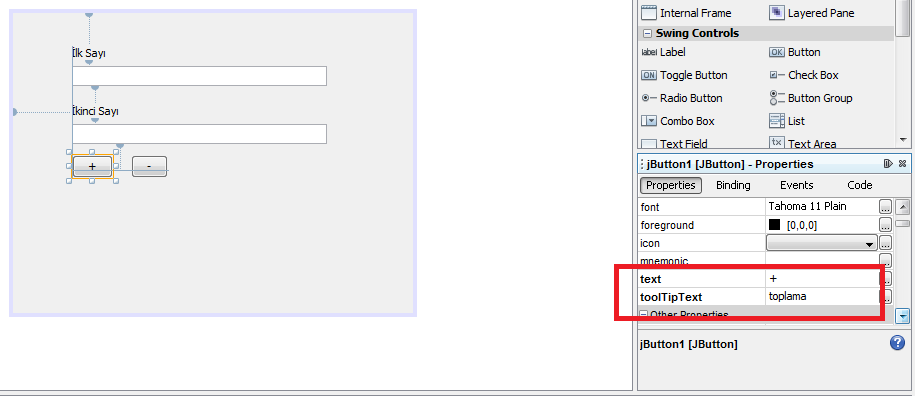 İlk Sayı
İkinci Sayı
+ -
Internal Frame Layered Pane
Swing Controls
label Label OK Button
ON Toggle Button Check Box
Radio Button Button Group
Combo Box List
Text Field tx Text Area
jButton1 [JButton] - Properties
Properties Binding Events Code
font Tahoma 11 Plain ...
foreground [0,0,0] ...
icon ...
mnemonic ...
text + ...
toolTipText toplama ...
Other Properties
jButton1 [JButton] ?